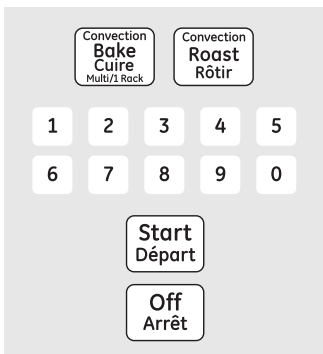 Convection
Bake
Cuire
Multi/1 Rack
Convection
Roast
Rôtir
1 2 3 4 5
6 7 8 9 0
Start
Départ
Off
Arrêt